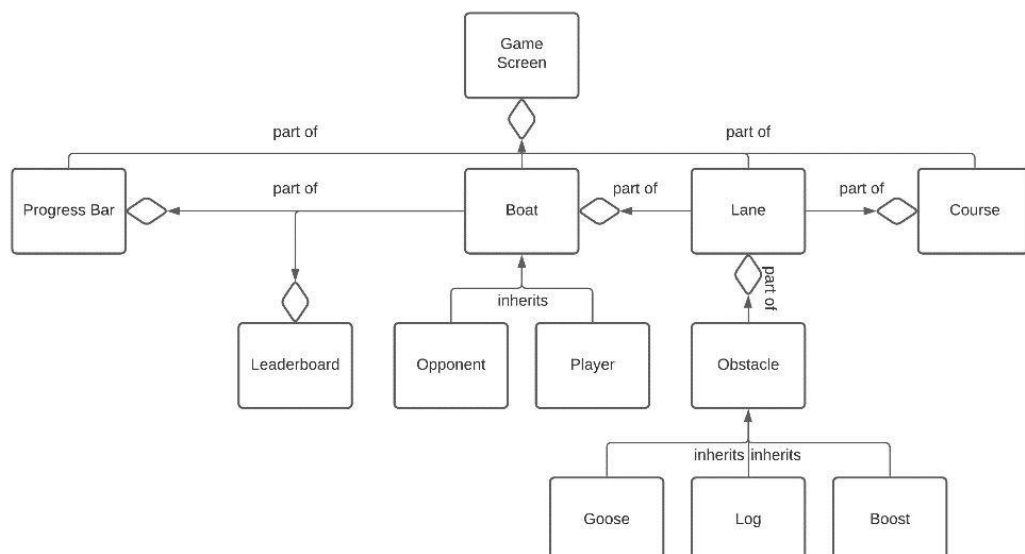 Game
Screen
part of
part of
Progress Bar
part of
Boat
part of
Lane
part of
Course
part of
inherits
Leaderboard
Opponent
Player
Obstacle
inherits inherits
Goose
Log
Boost